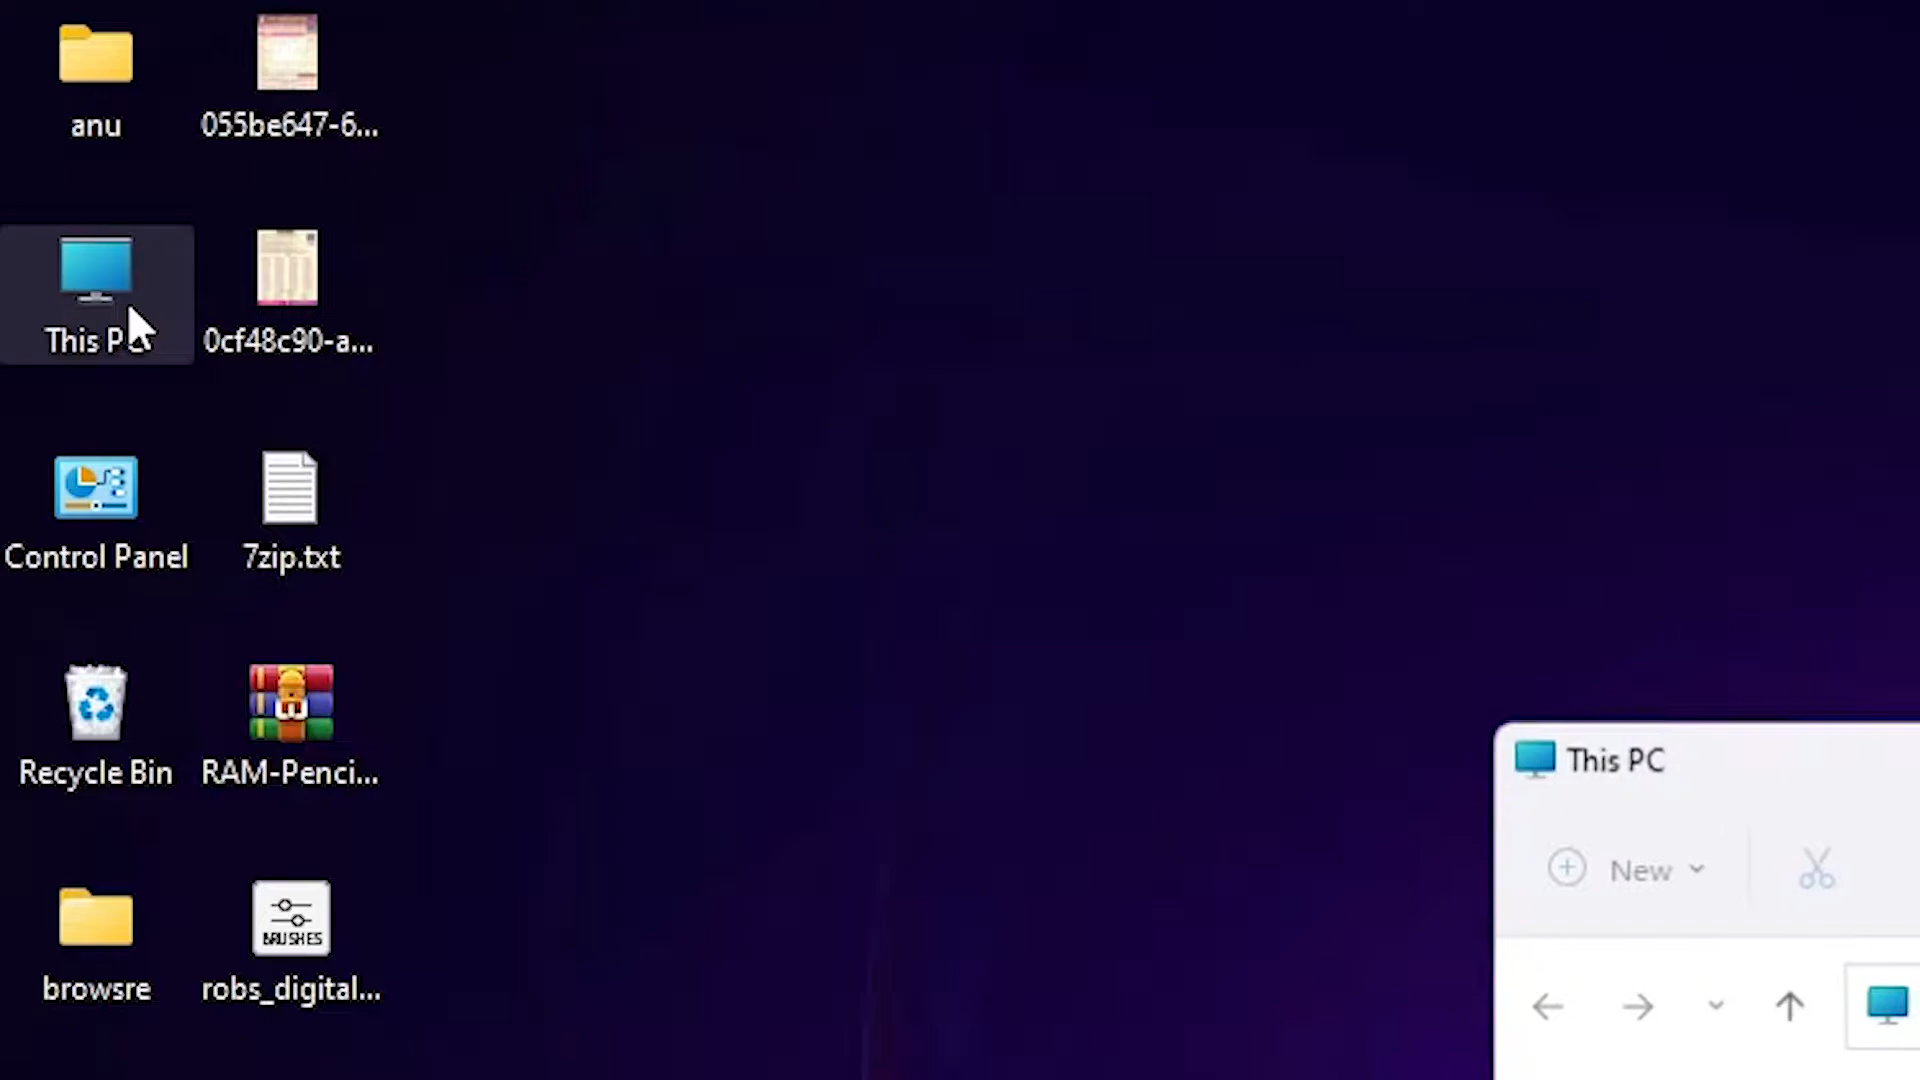 anu
055be647-6...
This PC
0cf48c90-a...
Control Panel
7zip.txt
Recycle Bin
RAM-Penci...
browsre
BRUSHES
robs_digital...
This PC
New